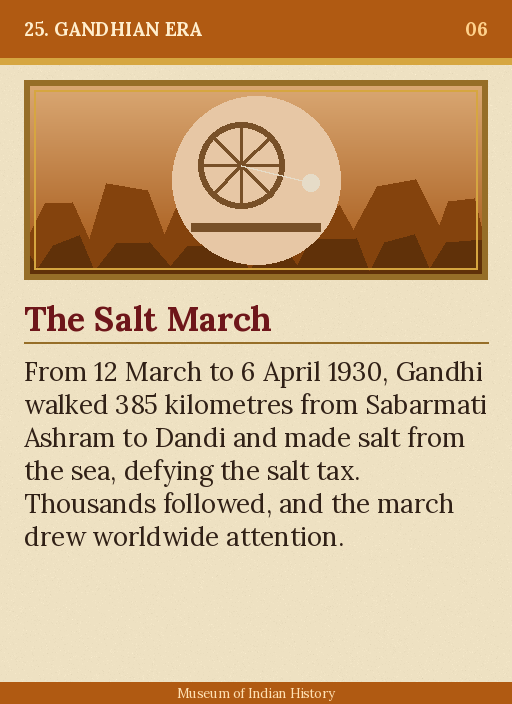 25. GANDHIAN ERA
06
The Salt March
From 12 March to 6 April 1930, Gandhi
walked 385 kilometres from Sabarmati
Ashram to Dandi and made salt from
the sea, defying the salt tax.
Thousands followed, and the march
drew worldwide attention.
Museum of Indian History